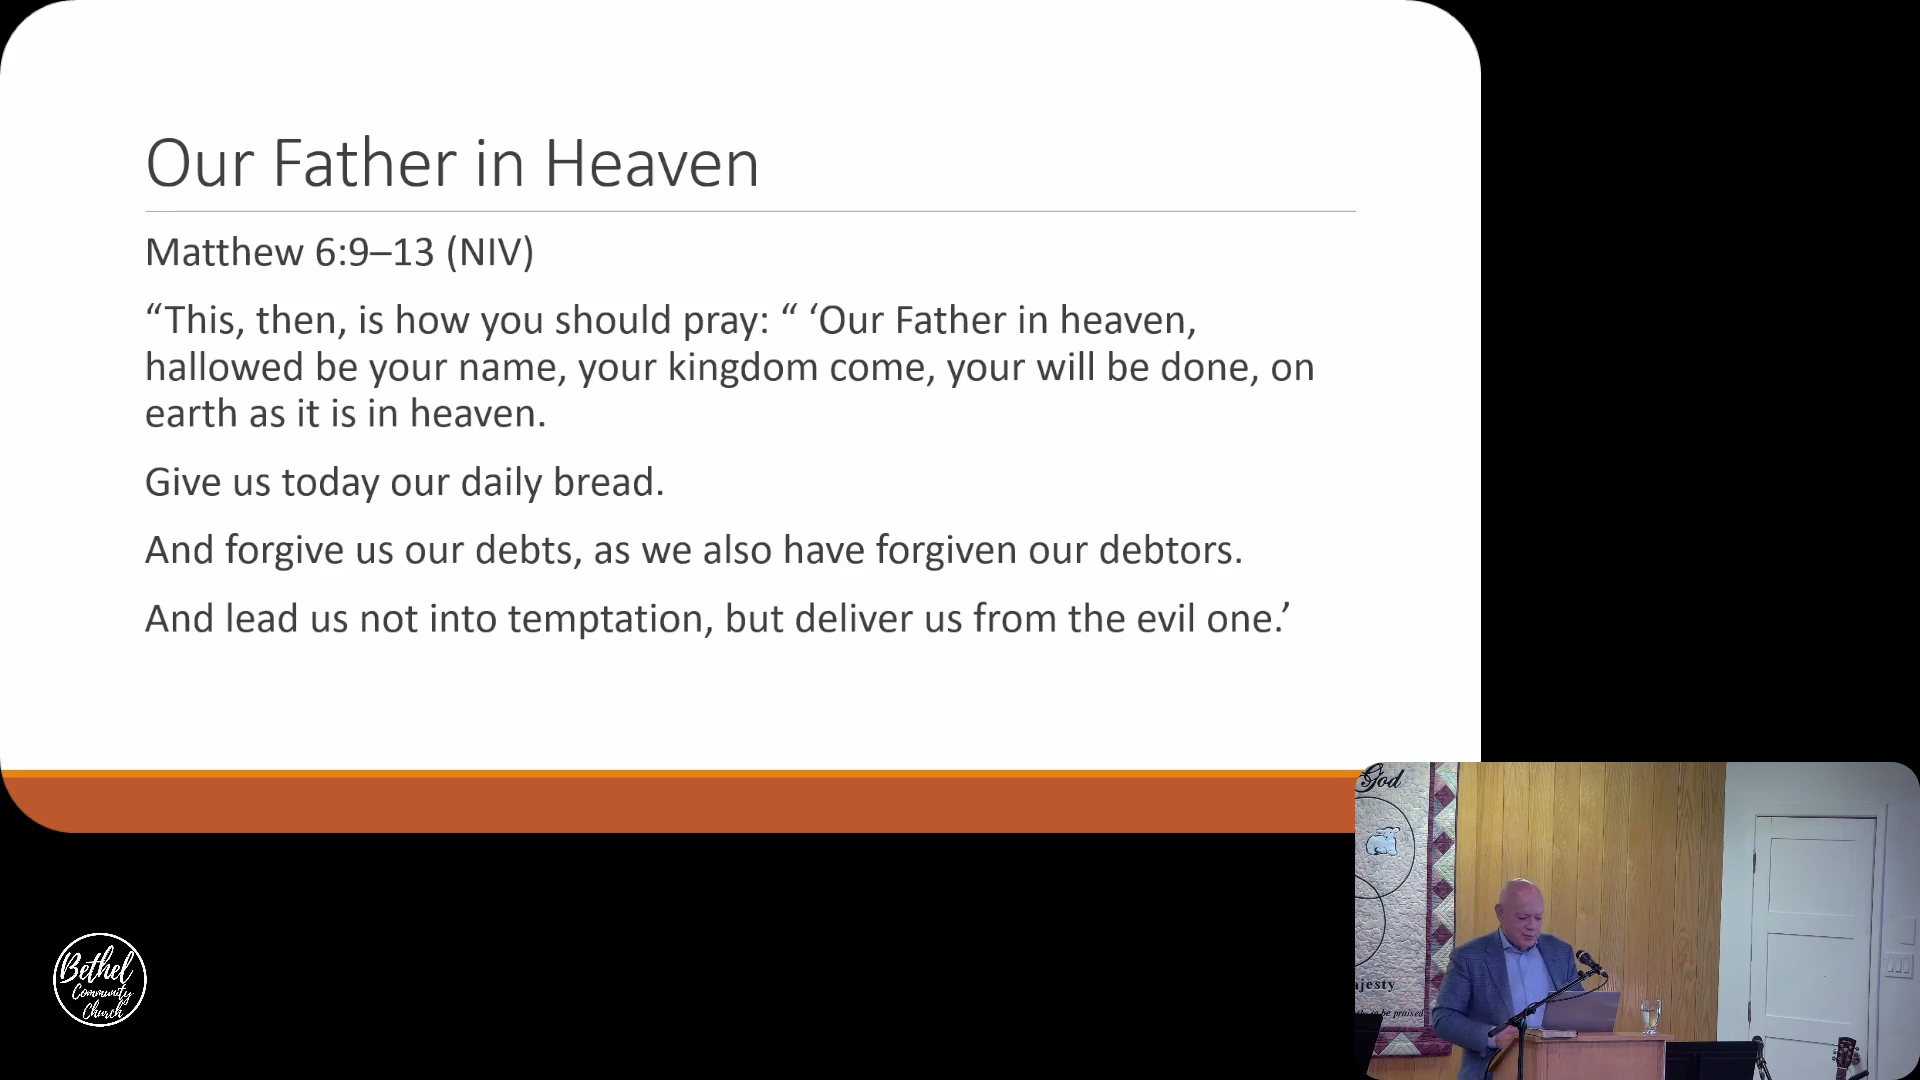 Our Father in Heaven
Matthew 6:9–13 (NIV)
“This, then, is how you should pray: “ ‘Our Father in heaven,
hallowed be your name, your kingdom come, your will be done, on
earth as it is in heaven.
Give us today our daily bread.
And forgive us our debts, as we also have forgiven our debtors.
And lead us not into temptation, but deliver us from the evil one.’
God
ajesty
to be praised
Bethel
Community
Church